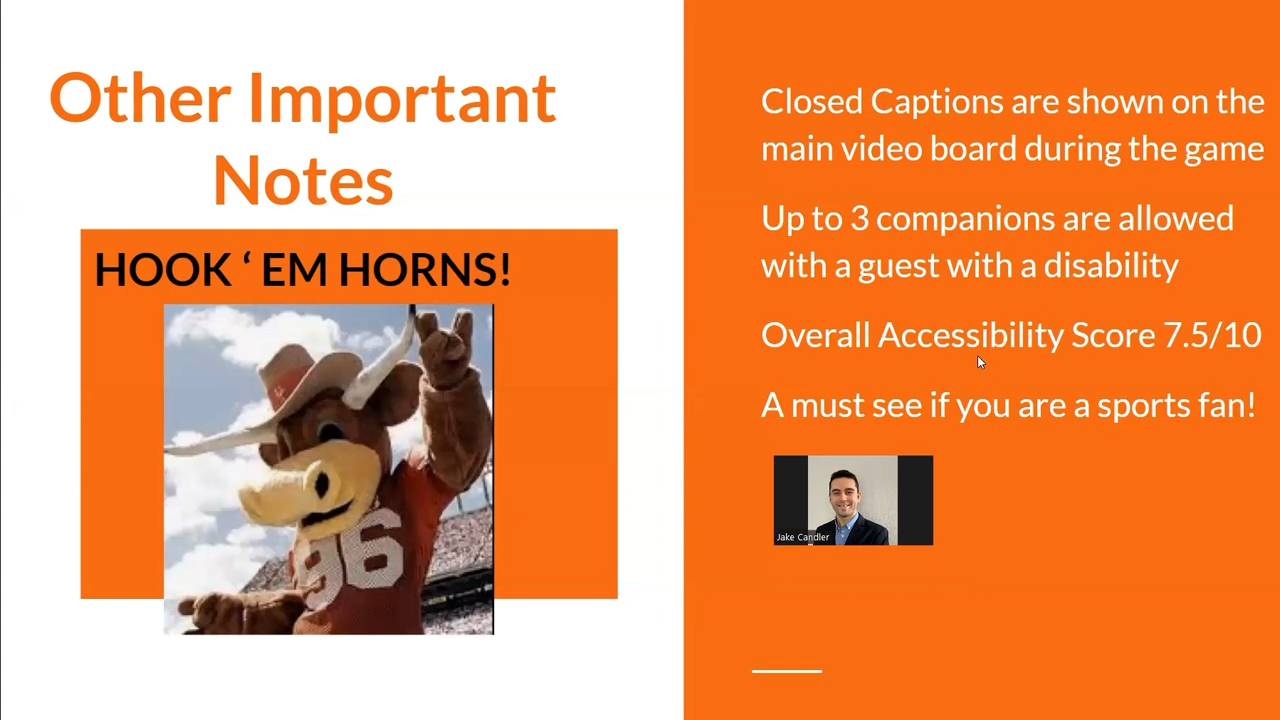 Other Important
Notes
HOOK ‘ EM HORNS!
96
Closed Captions are shown on the
main video board during the game
Up to 3 companions are allowed
with a guest with a disability
Overall Accessibility Score 7.5/10
A must see if you are a sports fan!
Jake Candler